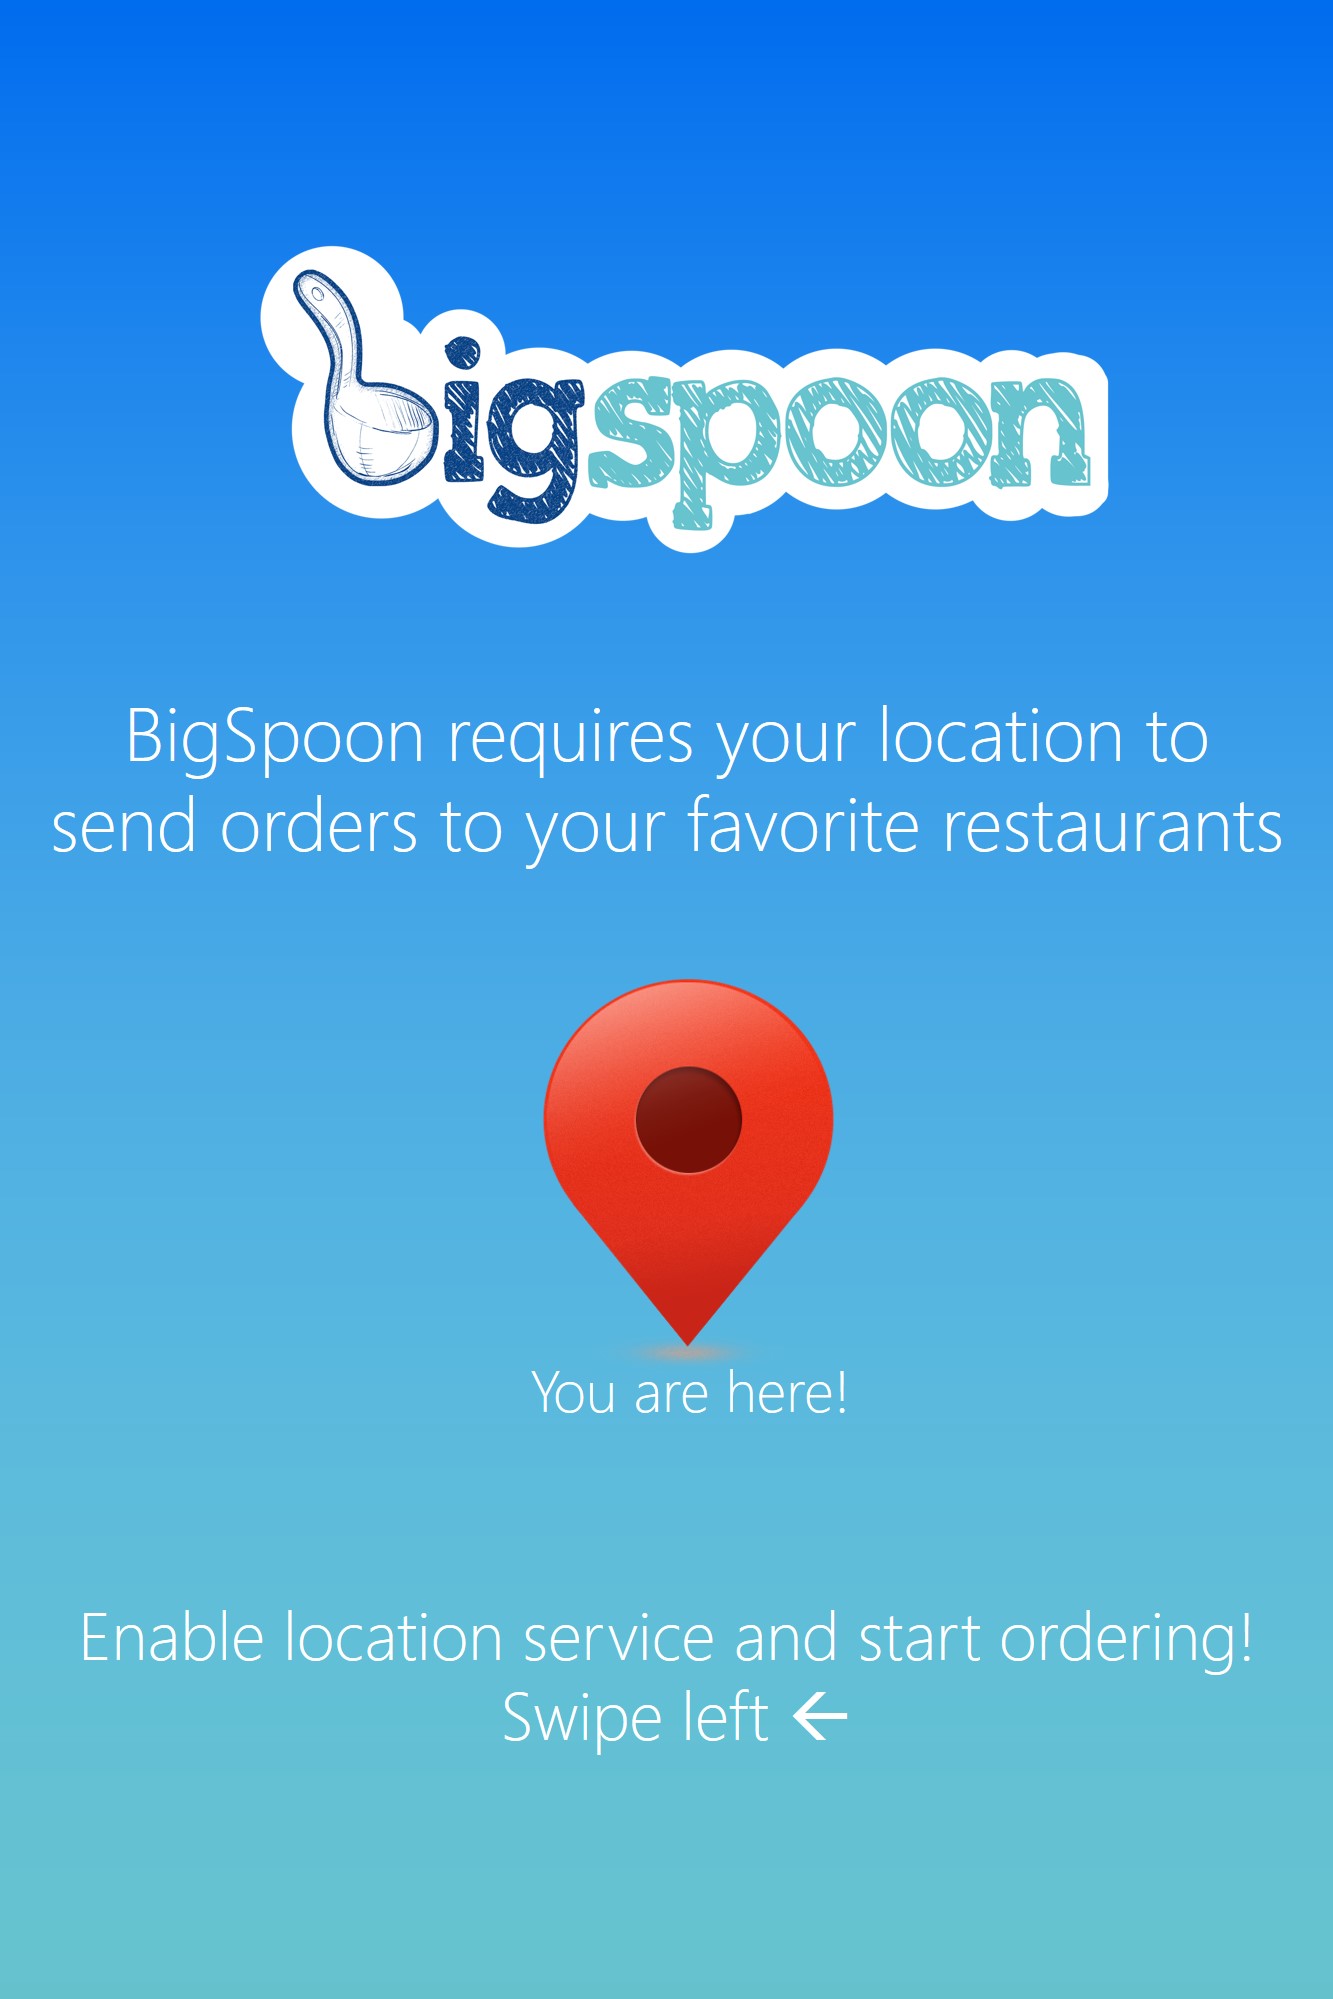 bigspoon
BigSpoon requires your location to
send orders to your favorite restaurants
You are here!
Enable location service and start ordering!
Swipe left ←